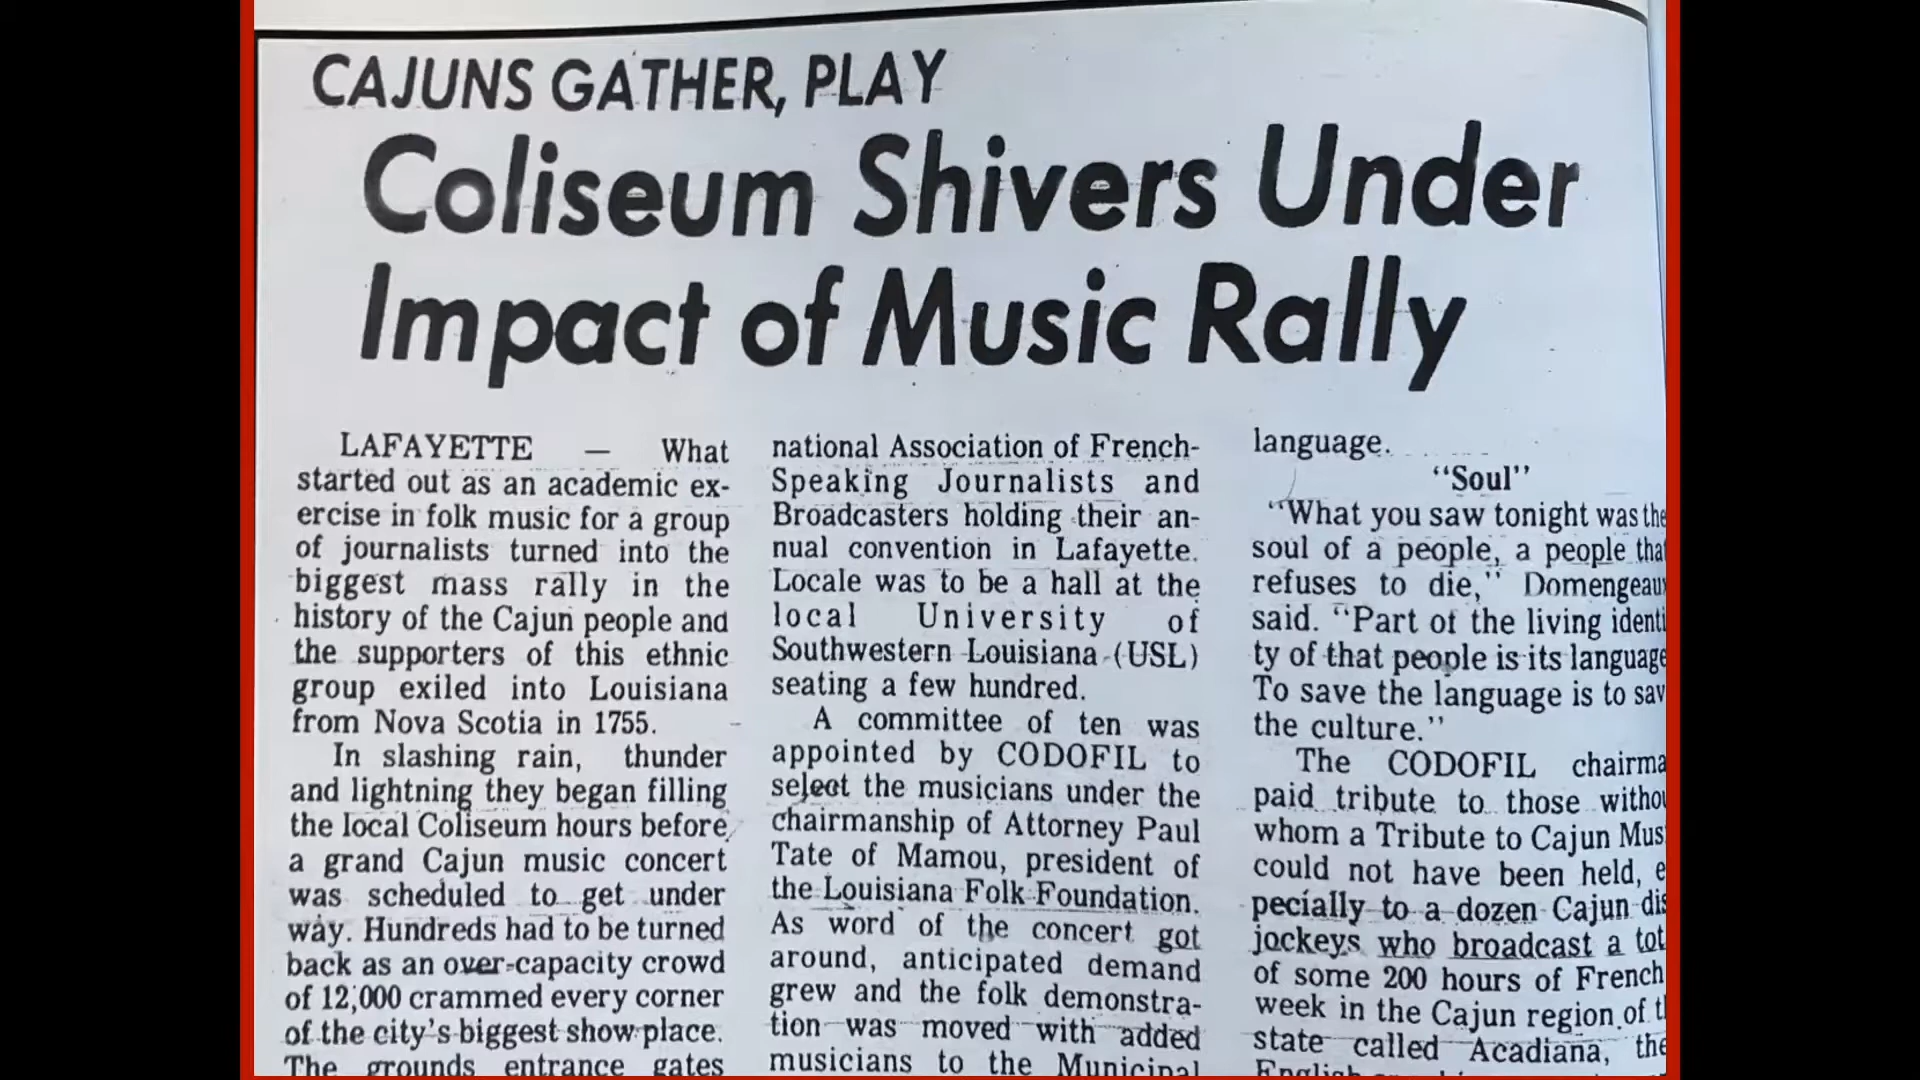 CAJUNS GATHER, PLAY
Coliseum Shivers Under
Impact of Music Rally
LAFAYETTE — What
started out as an academic ex-
ercise in folk music for a group
of journalists turned into the
biggest mass rally in the
history of the Cajun people and
the supporters of this ethnic
group exiled into Louisiana
from Nova Scotia in 1755.
In slashing rain, thunder
and lightning they began filling
the local Coliseum hours before
a grand Cajun music concert
was scheduled to get under
way. Hundreds had to be turned
back as an over-capacity crowd
of 12,000 crammed every corner
of the city's biggest show place.
The grounds entrance gates
national Association of French-
Speaking Journalists and
Broadcasters holding their an-
nual convention in Lafayette.
Locale was to be a hall at the
local University of
Southwestern Louisiana (USL)
seating a few hundred.
A committee of ten was
appointed by CODOFIL to
select the musicians under the
chairmanship of Attorney Paul
Tate of Mamou, president of
the Louisiana Folk Foundation.
As word of the concert got
around, anticipated demand
grew and the folk demonstra-
tion was moved with added
musicians to the Municipal
language.
"Soul"
"What you saw tonight was the
soul of a people, a people tha
refuses to die," Domengeau
said. "Part of the living identi
ty of that people is its language
To save the language is to sav
the culture."
The CODOFIL chairma
paid tribute to those withou
whom a Tribute to Cajun Mus
could not have been held, e
pecially to a dozen Cajun dis
jockeys who broadcast a tot
of some 200 hours of French
week in the Cajun region of t
state called Acadiana, the